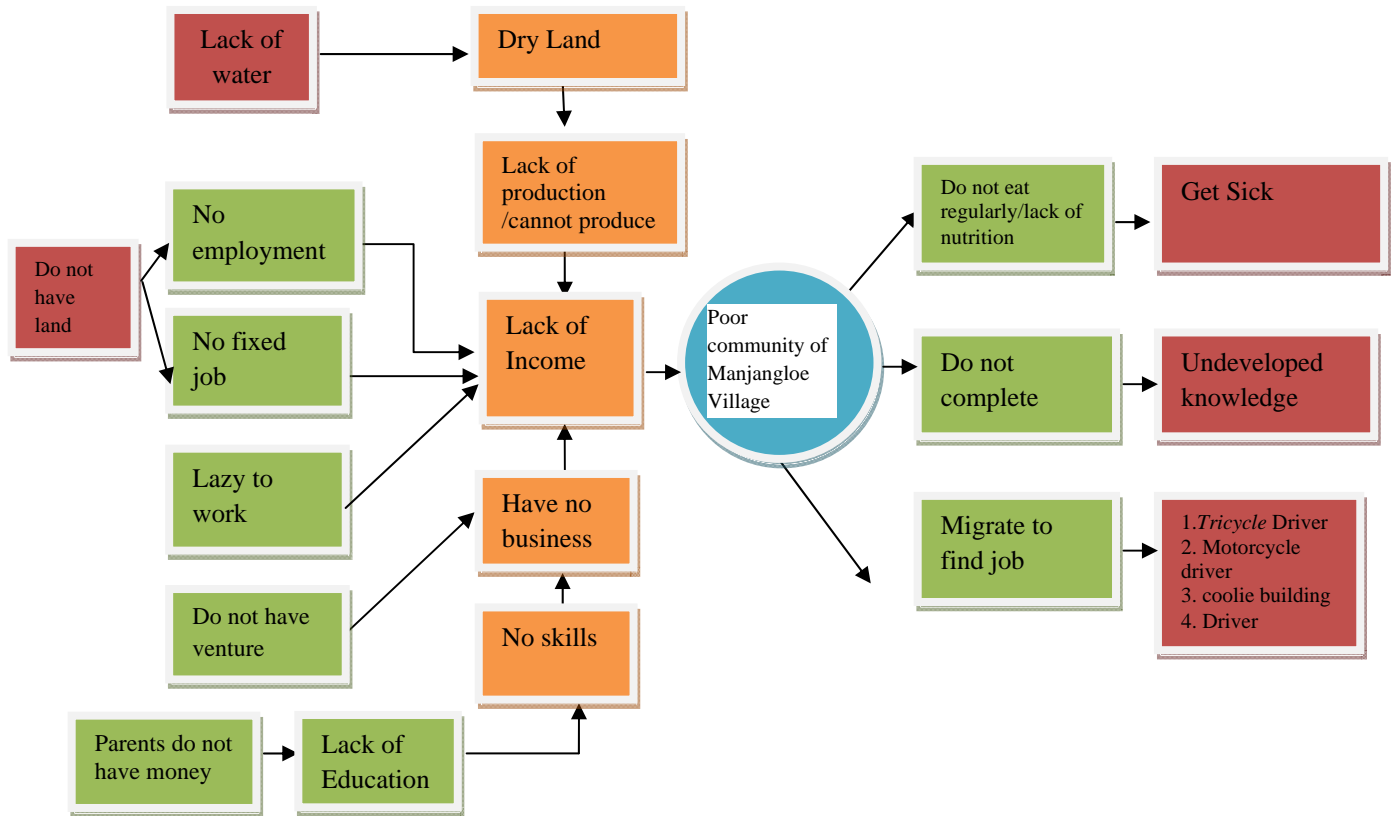 Lack of
water
Dry Land
Lack of
production
/cannot produce
No
employment
Do not
have
land
No fixed
job
Lack of
Income
Poor
community of
Manjangloe
Village
Do not eat
regularly/lack of
nutrition
Get Sick
Do not
complete
Undeveloped
knowledge
Lazy to
work
Have no
business
Migrate to
find job
1.Tricycle Driver
2. Motorcycle
driver
3. coolie building
4. Driver
Do not have
venture
No skills
Parents do not
have money
Lack of
Education